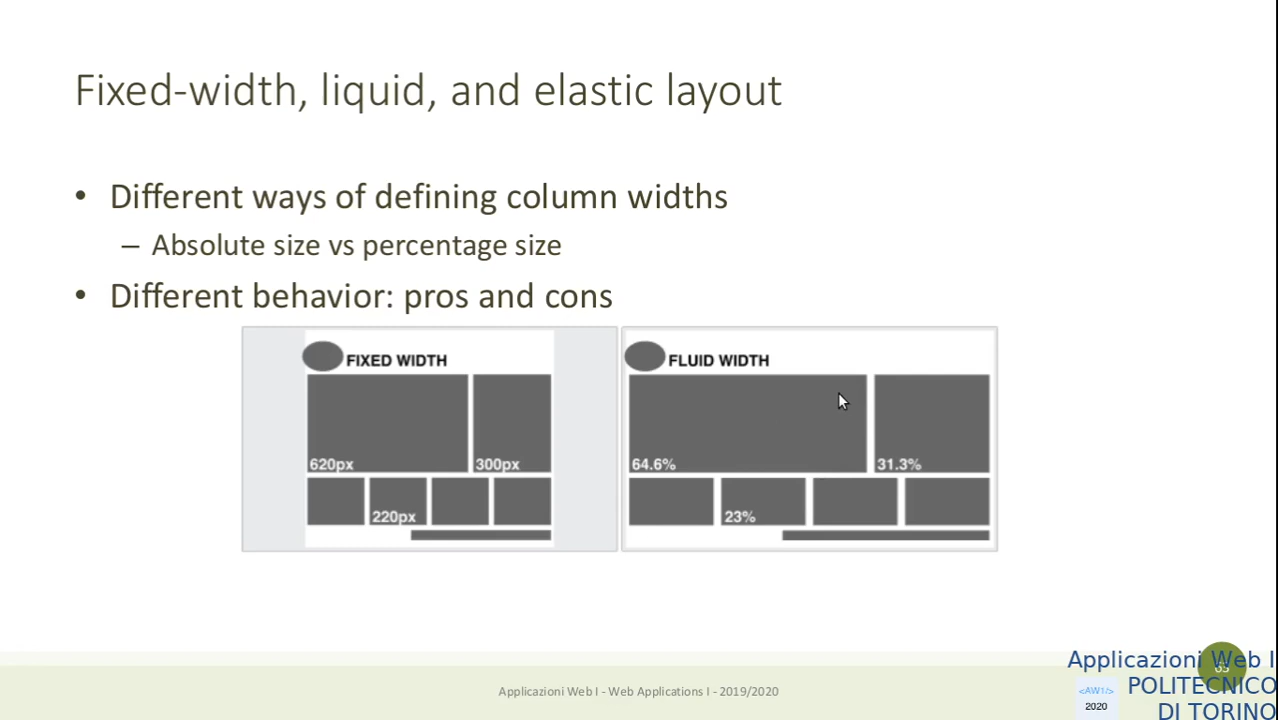 Fixed-width, liquid, and elastic layout
• Different ways of defining column widths
– Absolute size vs percentage size
• Different behavior: pros and cons
FIXED WIDTH
620px
300px
220px
FLUID WIDTH
64.6%
31.3%
23%
Applicazioni Web I - Web Applications I - 2019/2020
Applicazioni Web I
POLITECNICO
DI TORINO
<AW1/>
2020